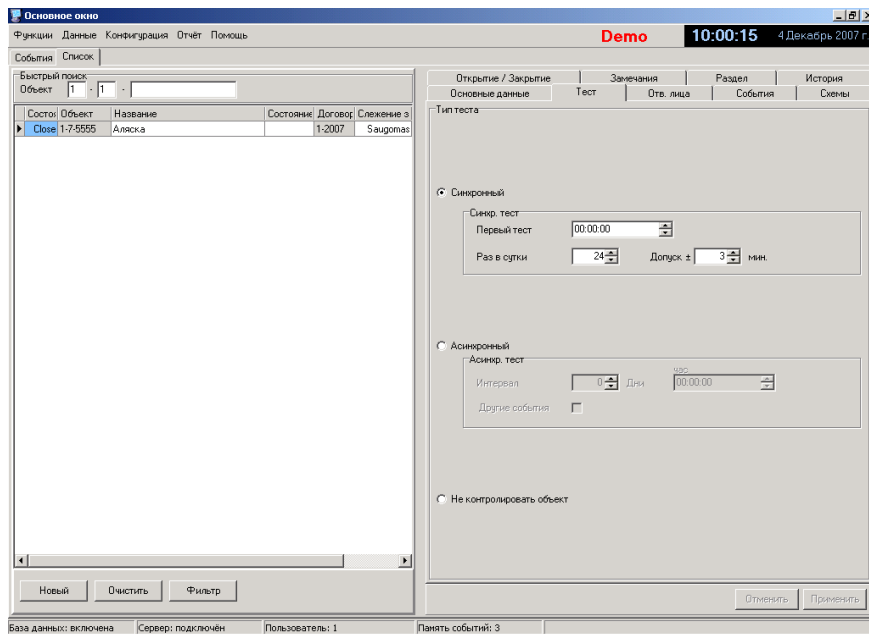 Основное окно
Функции Данные Конфигурация Отчёт Помощь
Demo 10:00:15 4 Декабрь 2007 г.
События Список
Быстрый поиск
Объект 1 - 1 -
Состоя Объект Название Состояние Договор Слежение з
Close 1-7-5555 Аляска 1-2007 Saugomas
Новый Очистить Фильтр
Открытие / Закрытие Замечания Раздел История
Основные данные Тест Отв. лица События Схемы
Тип теста
Синхронный
Синхр. тест
Первый тест 00:00:00
Раз в сутки 24 Допуск ± 3 мин.
Асинхронный
Асинхр. тест
час
Интервал 0 Дни 00:00:00
Другие события
Не контролировать объект
Отменить Применить
База данных: включена Сервер: подключён Пользователь: 1 Память событий: 3